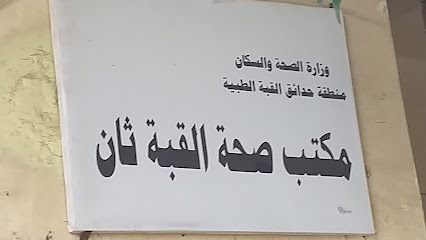 وزارة الصحة والسكان
منطقة حدائق القبة الطبية
مكتب صحة القبة ثان